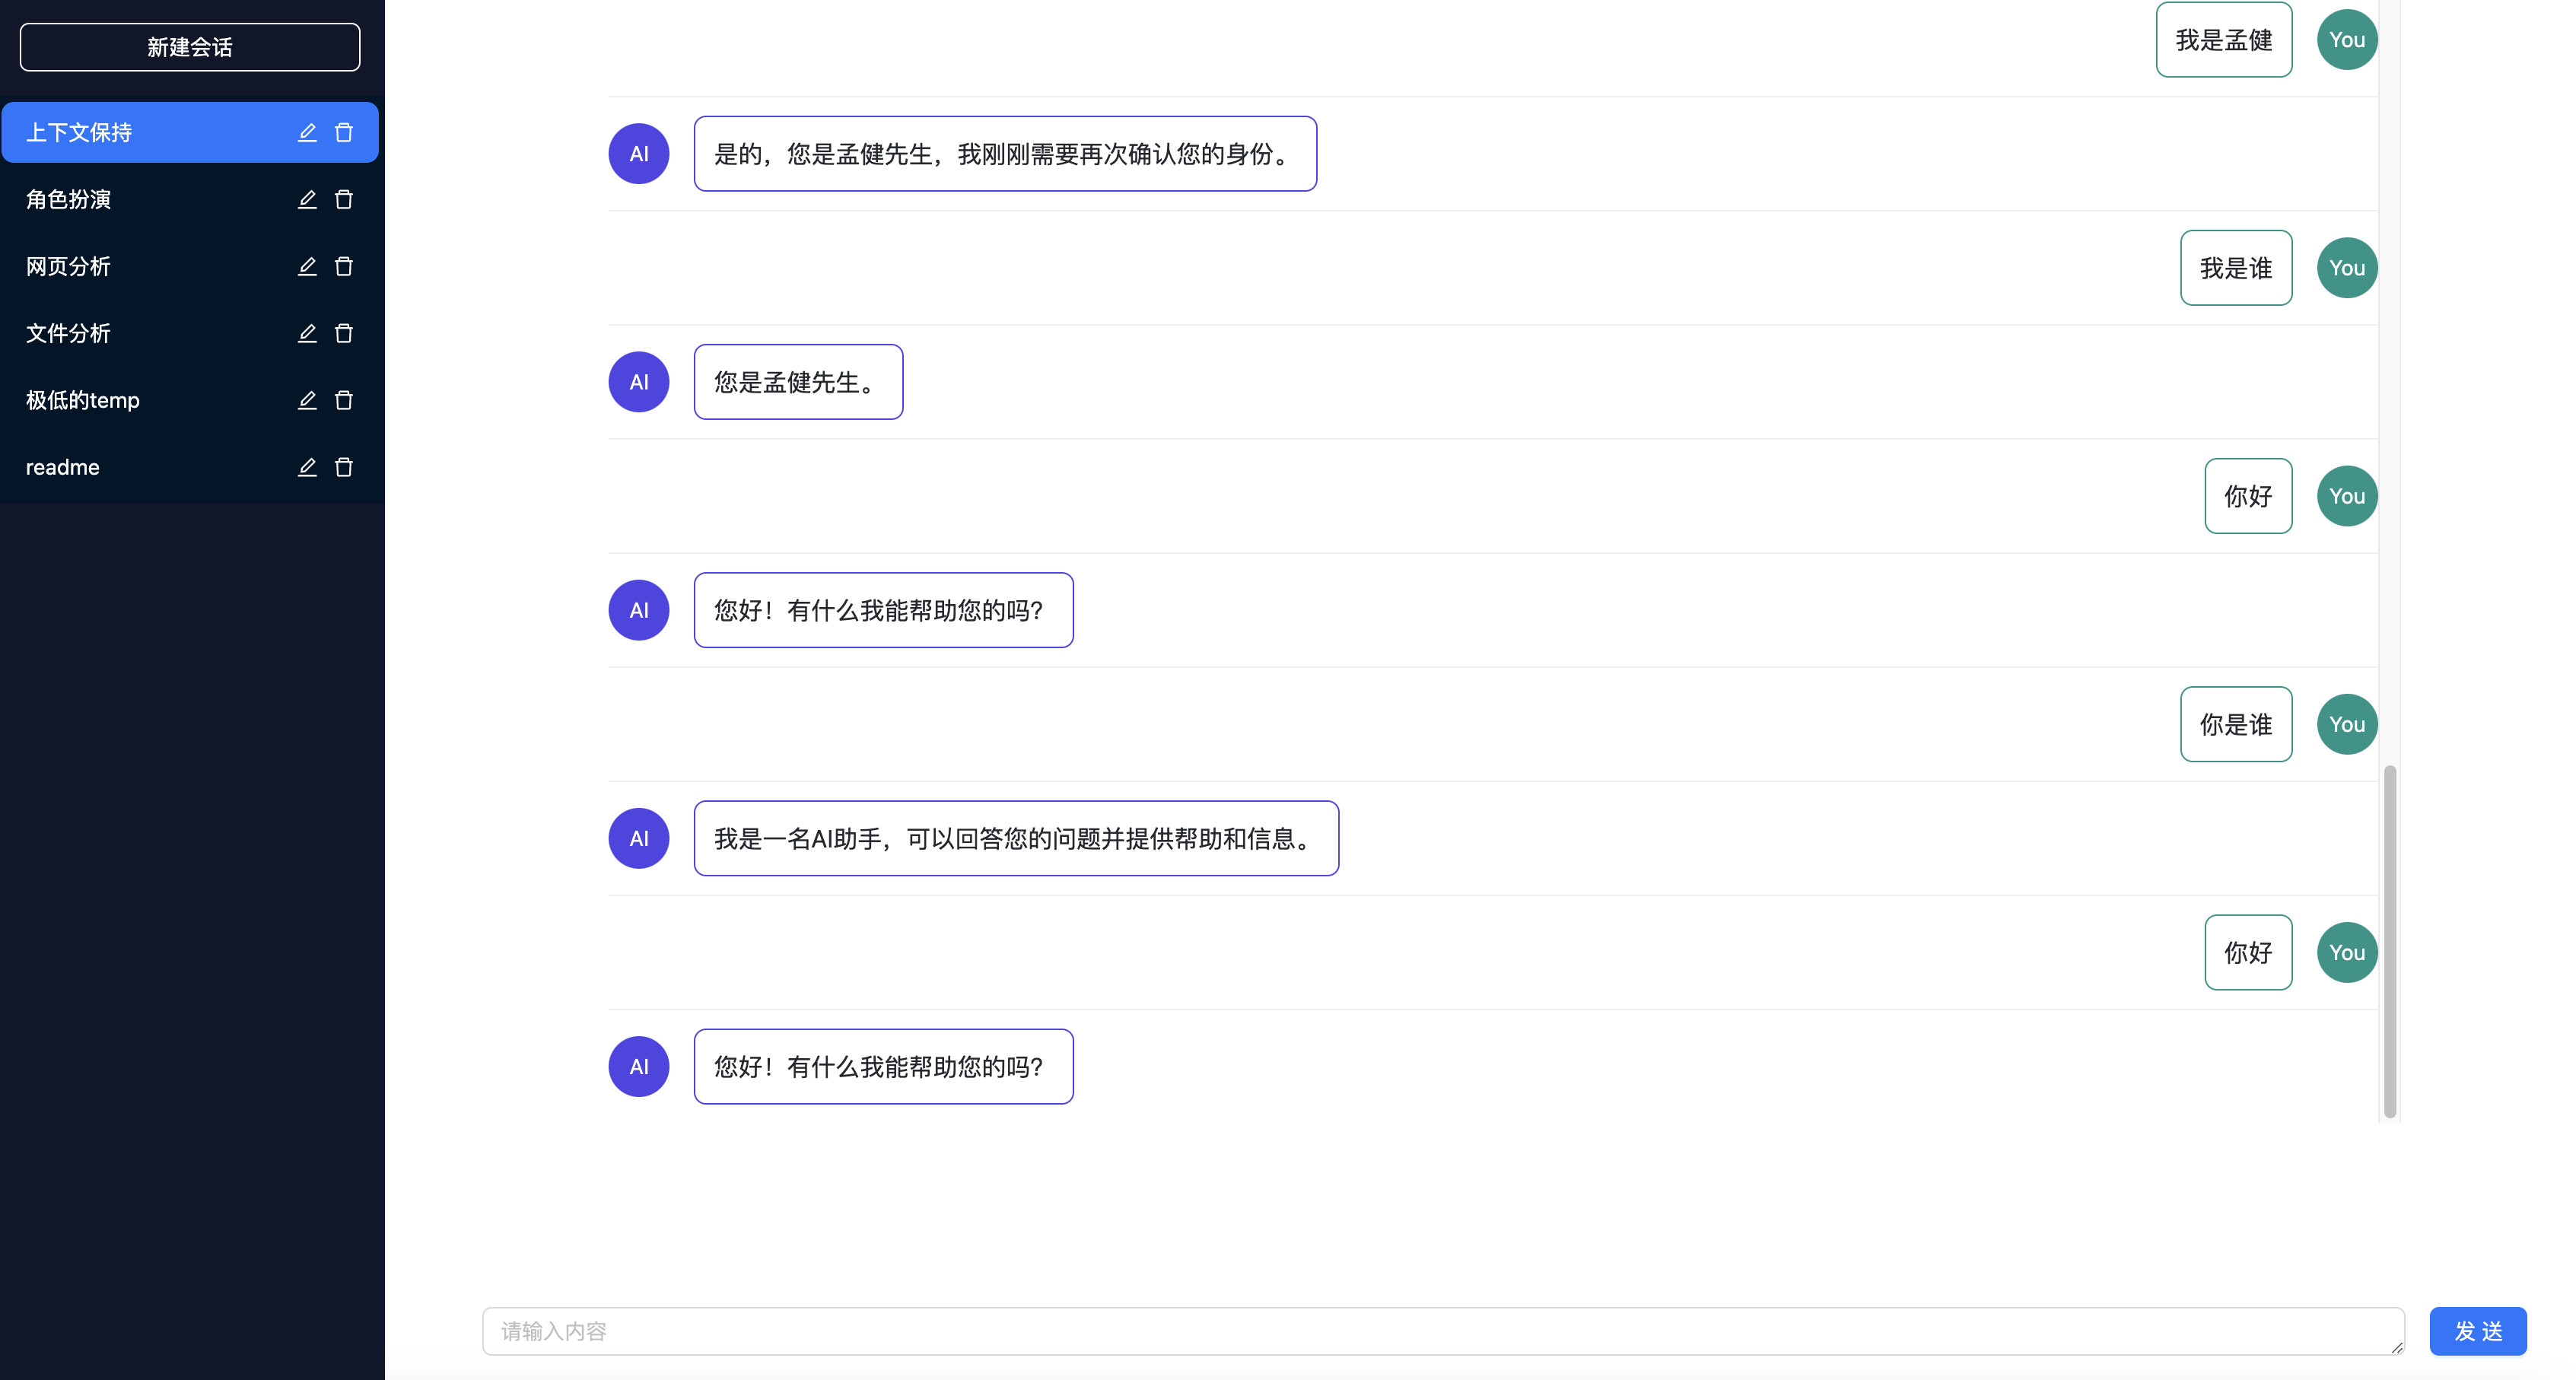 新建会话
上下文保持
角色扮演
网页分析
文件分析
极低的temp
readme
我是孟健
You
AI
是的，您是孟健先生，我刚刚需要再次确认您的身份。
我是谁
You
AI
您是孟健先生。
你好
You
AI
您好！有什么我能帮助您的吗？
你是谁
You
AI
我是一名AI助手，可以回答您的问题并提供帮助和信息。
你好
You
AI
您好！有什么我能帮助您的吗？
请输入内容
发 送